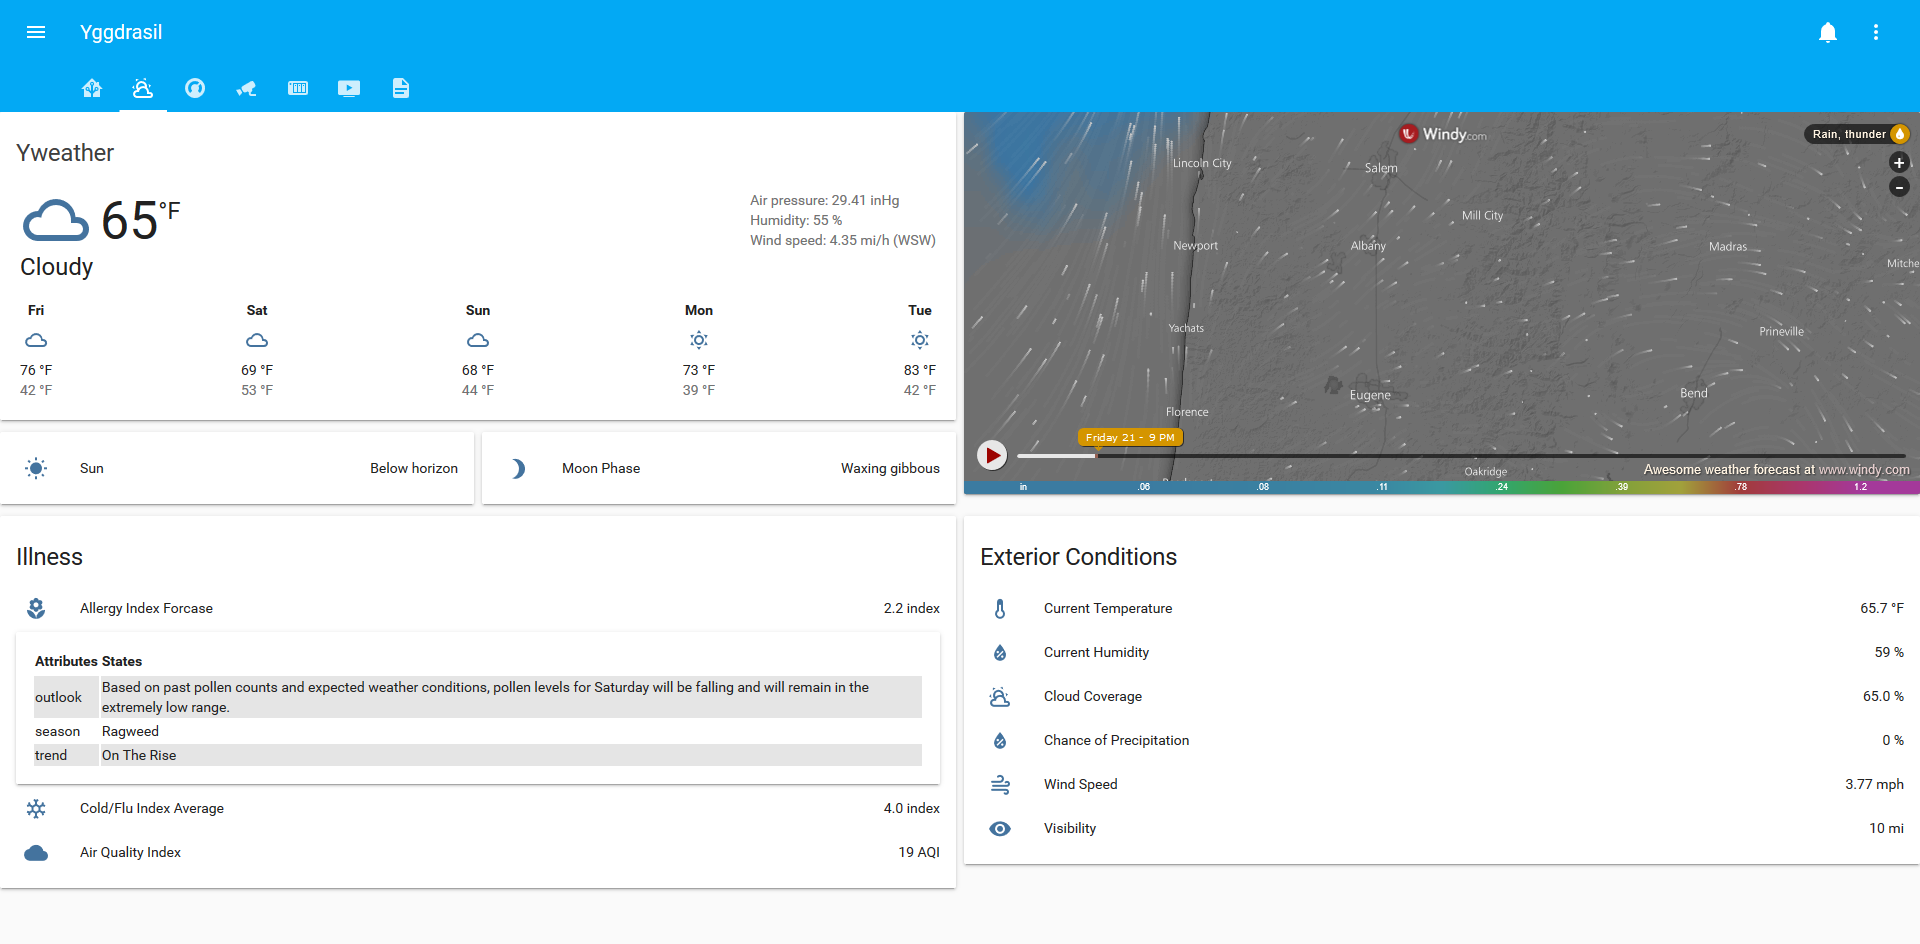 Yggdrasil
Yweather
65 °F
Cloudy
Air pressure: 29.41 inHg
Humidity: 55 %
Wind speed: 4.35 mi/h (WSW)
Fri Sat Sun Mon Tue
76 °F 69 °F 68 °F 73 °F 83 °F
42 °F 53 °F 44 °F 39 °F 42 °F
Sun Below horizon
Moon Phase Waxing gibbous
Windy.com
Rain, thunder
+
-
Lincoln City
Salem
Mill City
Newport
Albany
Madras
Mitche
Yachats
Prineville
Eugene
Bend
Florence
Friday 21 - 9 PM
Oakridge
Awesome weather forecast at www.windy.com
in .06 .08 .11 .24 .39 .78 1.2
Illness
Allergy Index Forcase 2.2 index
Attributes States
outlook Based on past pollen counts and expected weather conditions, pollen levels for Saturday will be falling and will remain in the
extremely low range.
season Ragweed
trend On The Rise
Cold/Flu Index Average 4.0 index
Air Quality Index 19 AQI
Exterior Conditions
Current Temperature 65.7 °F
Current Humidity 59 %
Cloud Coverage 65.0 %
Chance of Precipitation 0 %
Wind Speed 3.77 mph
Visibility 10 mi